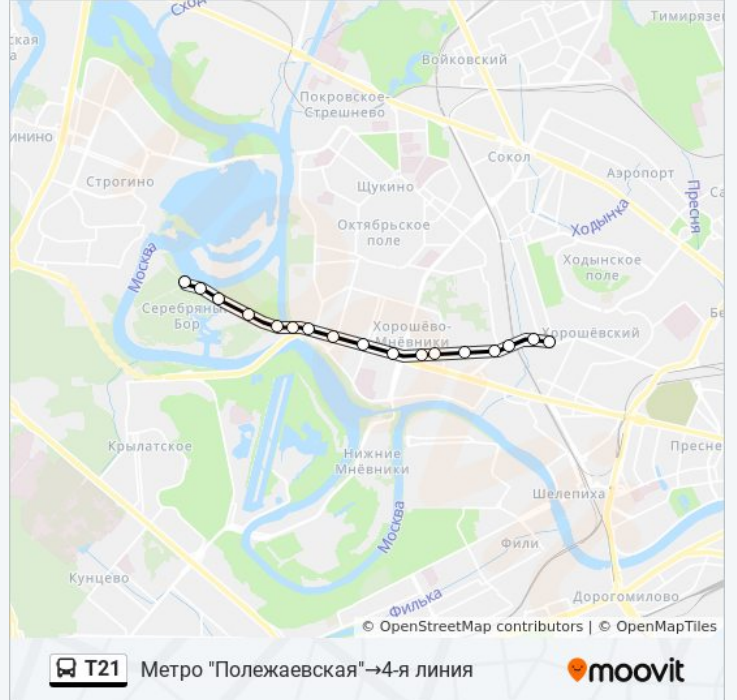 Сход
Тимирязе
ская
а
Войковский
Покровское-
Стрешнево
инино
Сокол
Строгино
Щукино
Аэропорт
Пресня
Са
Октябрьское
поле
Ходынка
Москва
Ходынское
поле
Серебряны
Бор
Хорошёво-
Мнёвники
Хорошёвский
Бе
Крылатское
Нижние
Мнёвники
Пресне
Шелепиха
Москва
Фили
Кунцево
Филька
Дорогомилово
© OpenStreetMap contributors | © OpenMapTiles
T21 Метро "Полежаевская"→4-я линия
moovit